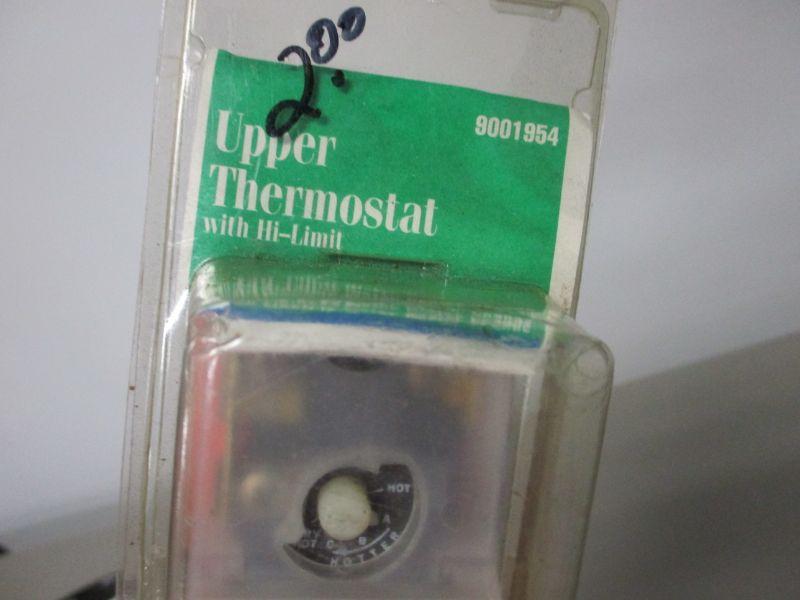 2.00
9001954
Upper
Thermostat
with Hi-Limit
HOT
A
B
C
HOTTER